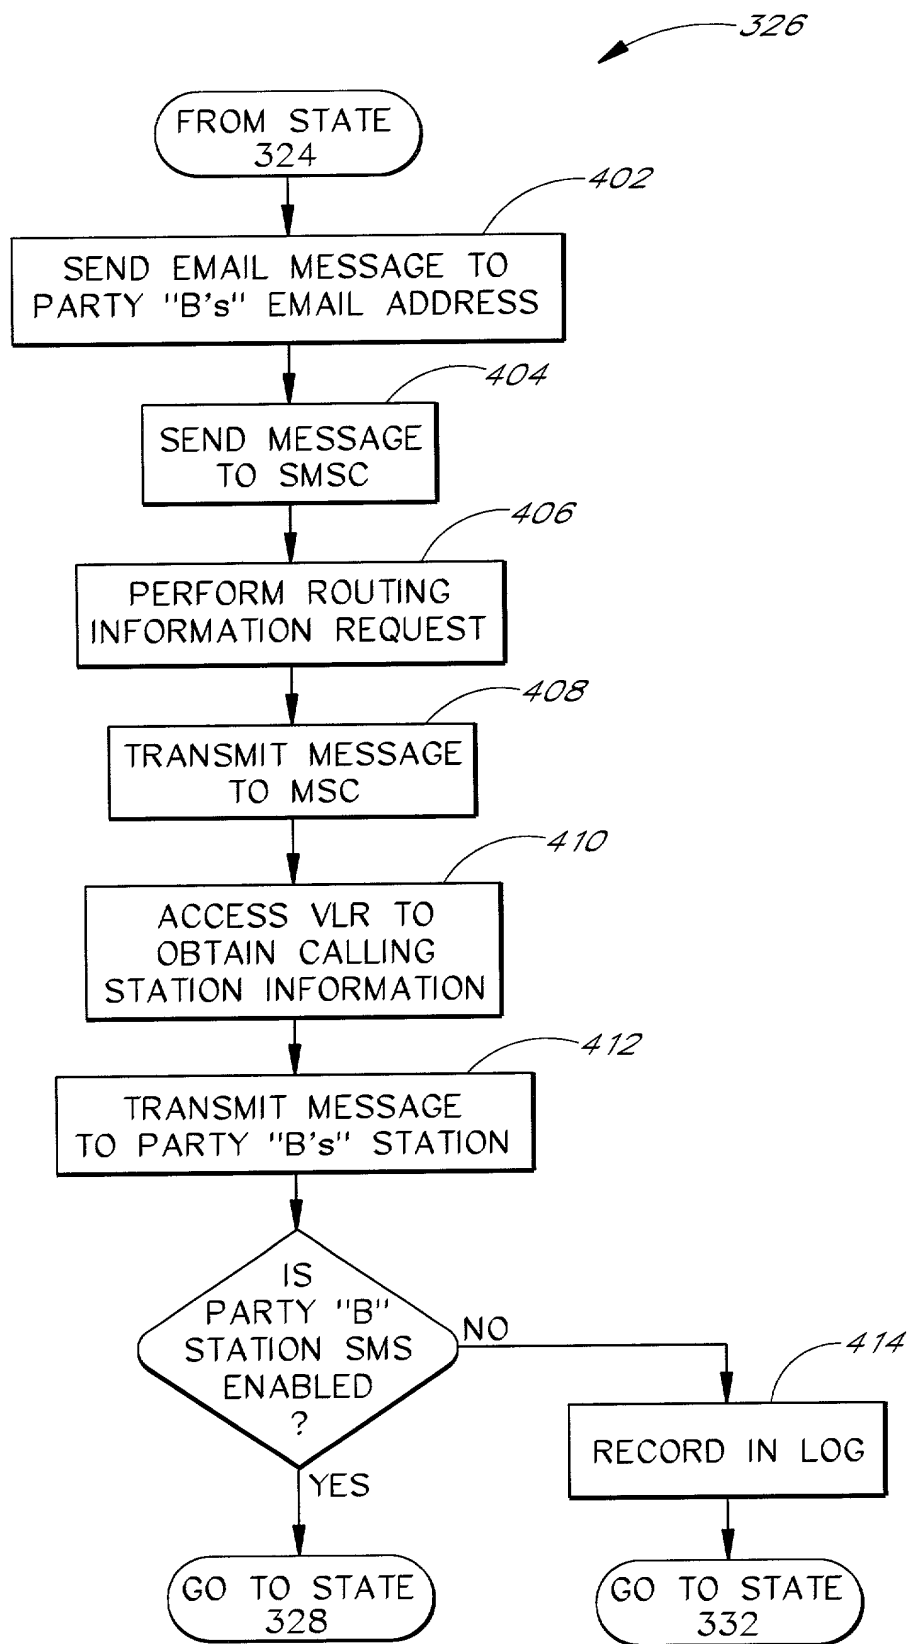 326
FROM STATE
324
402
SEND EMAIL MESSAGE TO
PARTY "B's" EMAIL ADDRESS
404
SEND MESSAGE
TO SMSC
406
PERFORM ROUTING
INFORMATION REQUEST
408
TRANSMIT MESSAGE
TO MSC
410
ACCESS VLR TO
OBTAIN CALLING
STATION INFORMATION
412
TRANSMIT MESSAGE
TO PARTY "B's" STATION
IS
PARTY "B"
STATION SMS
ENABLED
?
NO
414
RECORD IN LOG
YES
GO TO STATE
328
GO TO STATE
332